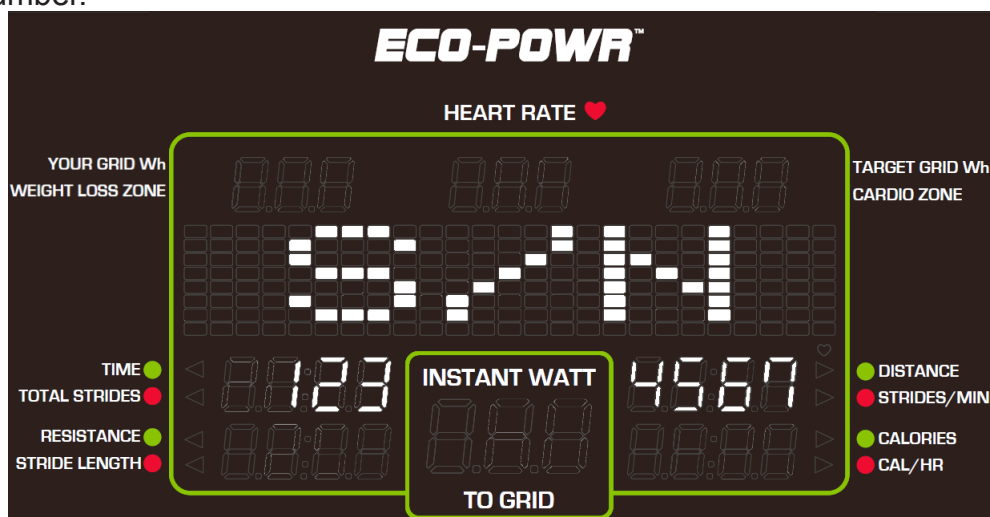 ECO-POWR™
HEART RATE
YOUR GRID Wh
WEIGHT LOSS ZONE
TARGET GRID Wh
CARDIO ZONE
S/N
TIME
TOTAL STRIDES
123
INSTANT WATT
4567
DISTANCE
STRIDES/MIN
RESISTANCE
STRIDE LENGTH
CALORIES
CAL/HR
TO GRID